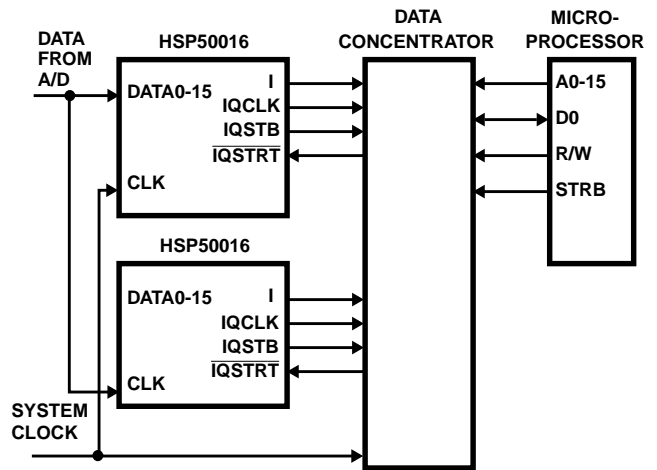 DATA
FROM
A/D
HSP50016
DATA0-15
I
IQCLK
IQSTB
IQSTRT
CLK
HSP50016
DATA0-15
I
IQCLK
IQSTB
IQSTRT
CLK
SYSTEM
CLOCK
DATA
CONCENTRATOR
MICRO-
PROCESSOR
A0-15
D0
R/W
STRB